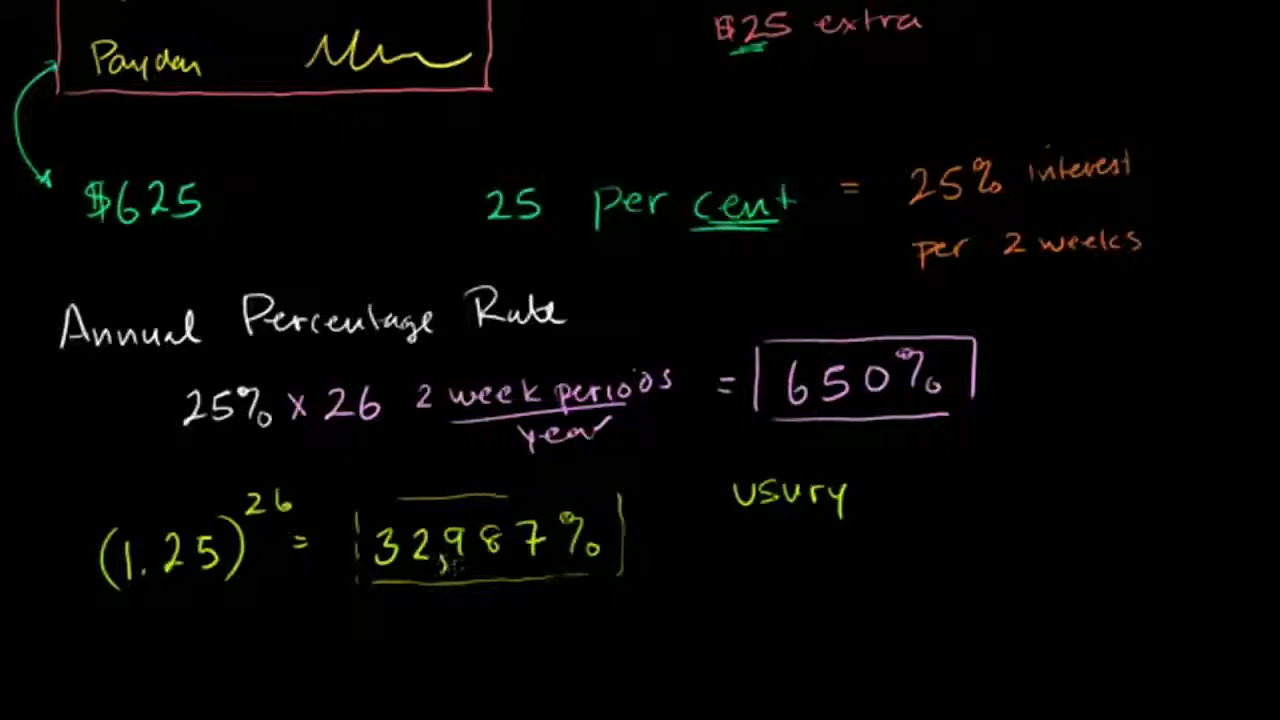 $25 extra
Payday
$625
25 per cent = 25% interest
per 2 weeks
Annual Percentage Rate
25% x 26 2 week periods/year = 650%
(1.25)^26 = 32,987%
usury